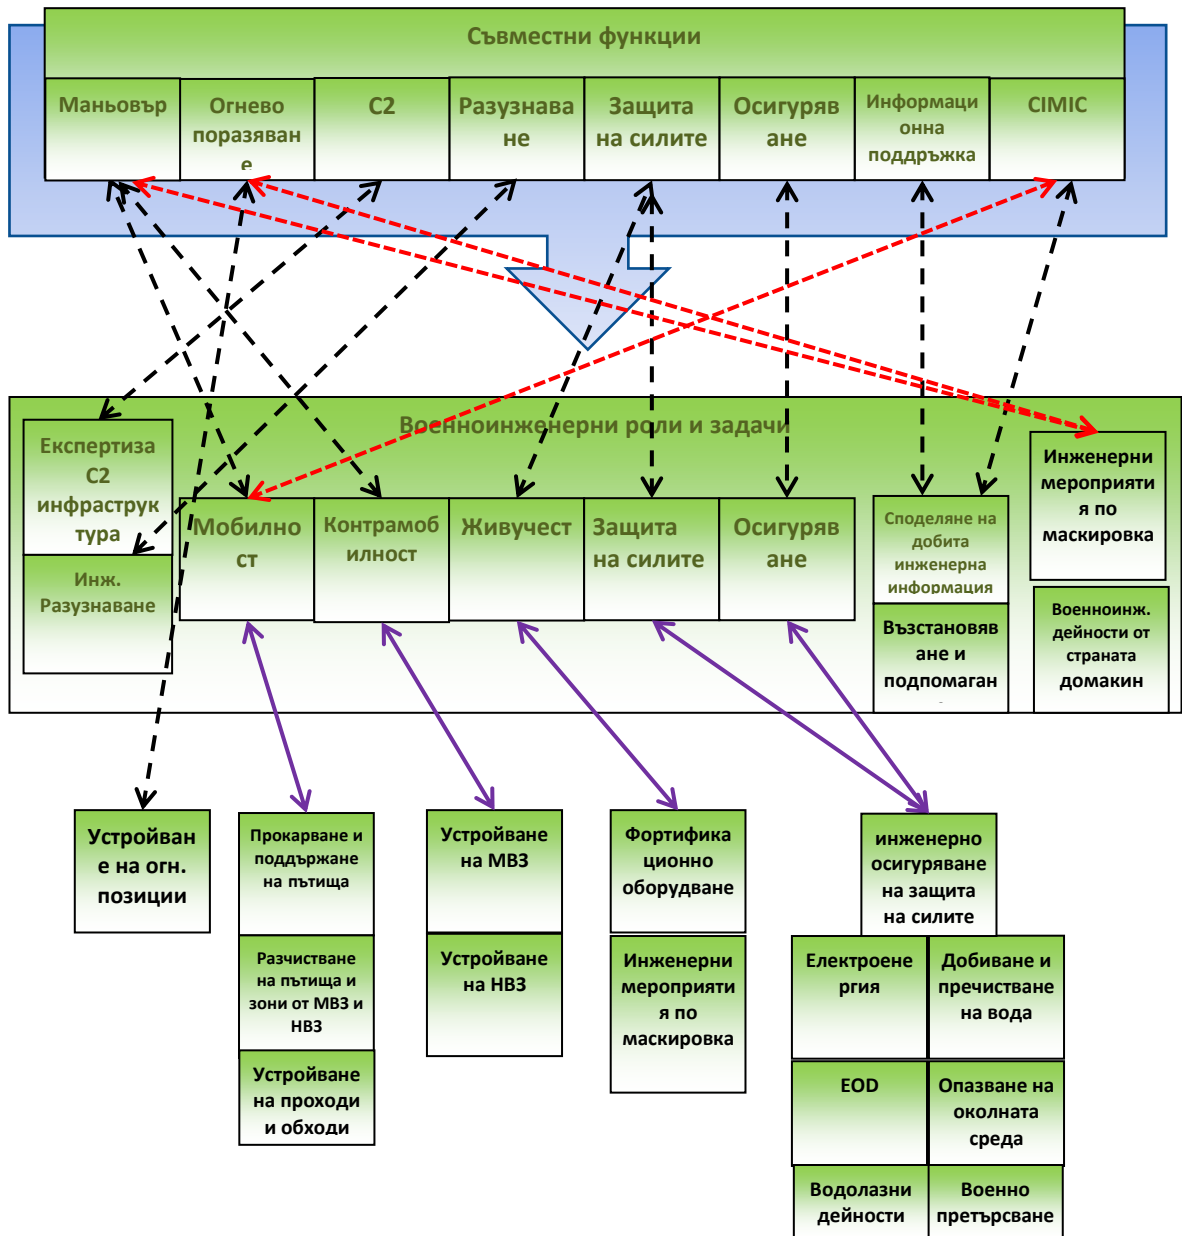 Съвместни функции
Маньовър
Огнево
поразяван
е
C2
Разузнава
не
Защита
на силите
Осигуряв
ане
Информаци
онна
поддръжка
CIMIC
Военноинженерни роли и задачи
Експертиза
C2
инфраструк
тура
Инж.
Разузнаване
Мобилно
ст
Контрамоб
илност
Живучест
Защита
на силите
Осигуряв
ане
Споделяне на
добита
инженерна
информация
Възстановяв
ане и
подпомаган
Инженерни
мероприяти
я по
маскировка
Военноинж.
дейности от
страната
домакин
Устройван
е на огн.
позиции
Прокарване и
поддържане
на пътища
Разчистване
на пътища и
зони от МВЗ и
НВЗ
Устройване
на проходи
и обходи
Устройване
на МВЗ
Устройване
на НВЗ
Фортифика
ционно
оборудване
Инженерни
мероприяти
я по
маскировка
инженерно
осигуряване
на защита
на силите
Електроене
ргия
Добиване и
пречистване
на вода
EOD
Опазване на
околната
среда
Водолазни
дейности
Военно
претърсване